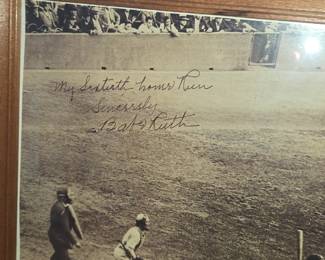 My Sixtieth home Run
Sincerely
Babe Ruth